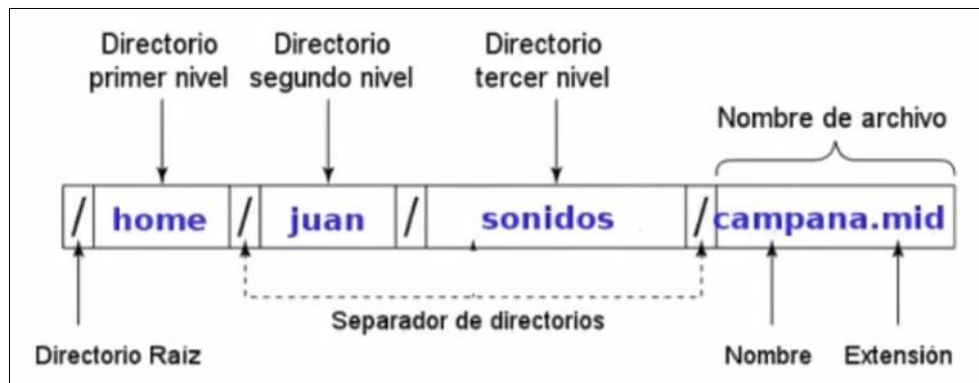 Directorio primer nivel
Directorio segundo nivel
Directorio tercer nivel
Nombre de archivo
/ home / juan / sonidos / campana.mid
Separador de directorios
Directorio Raíz
Nombre
Extensión